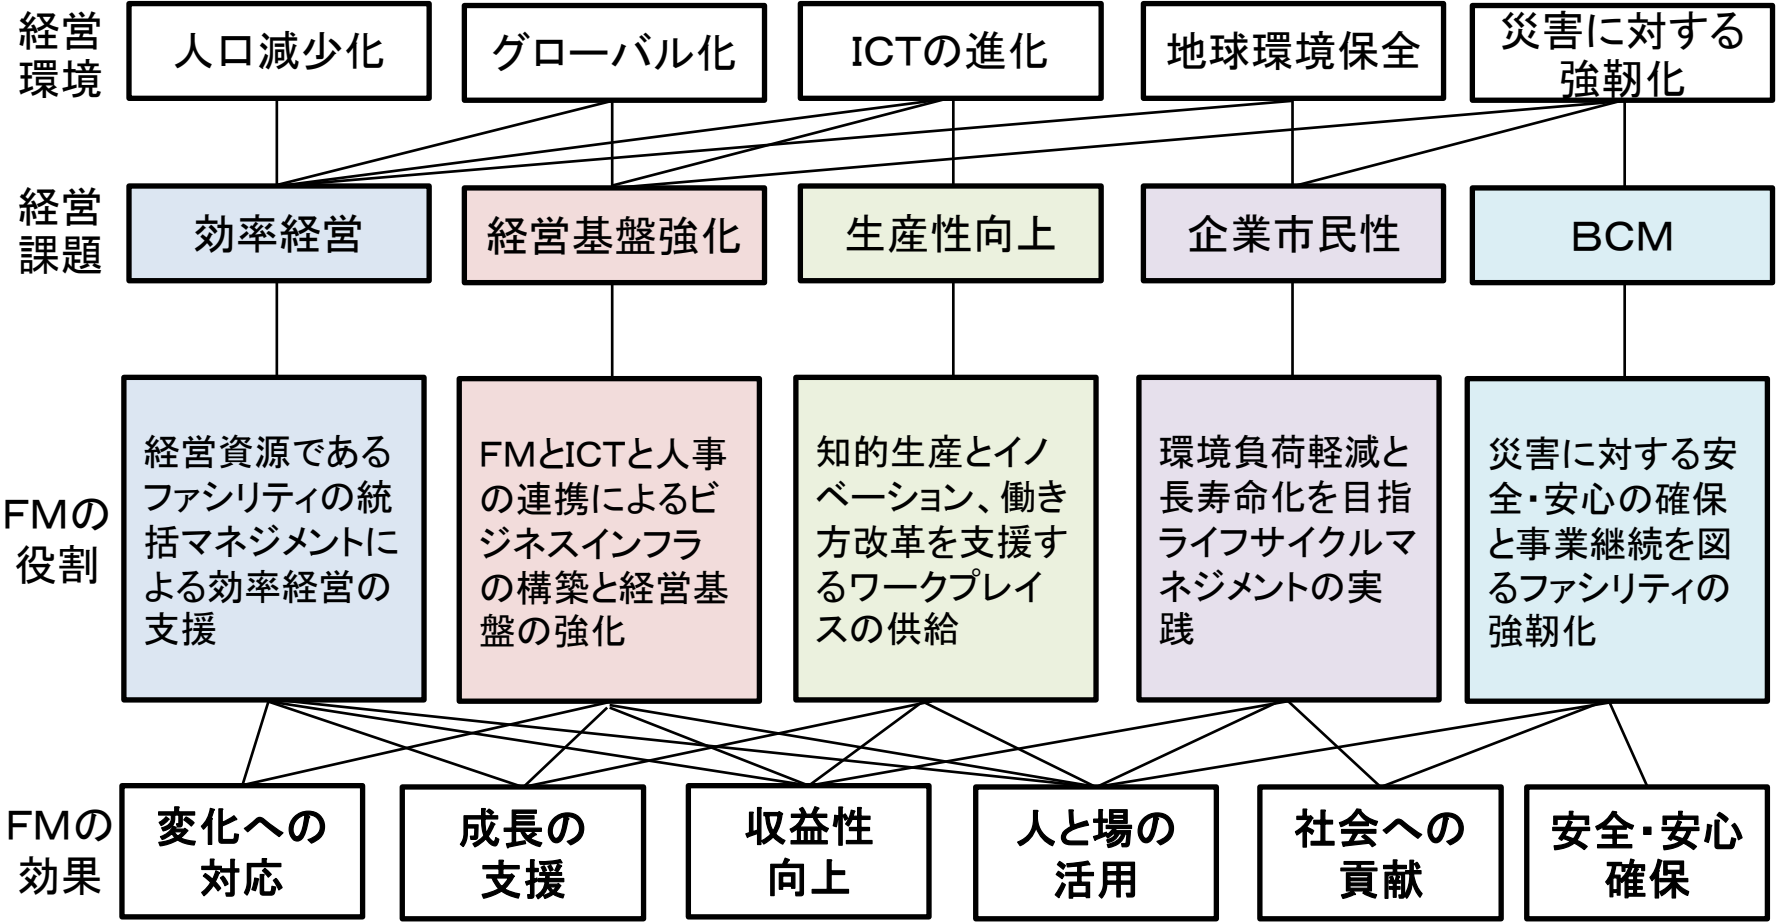 経営
環境
人口減少化
グローバル化
ICTの進化
地球環境保全
災害に対する
強靭化
経営
課題
効率経営
経営基盤強化
生産性向上
企業市民性
BCM
FMの
役割
経営資源である
ファシリティの統
括マネジメントに
よる効率経営の
支援
FMとICTと人事
の連携によるビ
ジネスインフラ
の構築と経営基
盤の強化
知的生産とイノ
ベーション、働き
方改革を支援す
るワークプレイ
スの供給
環境負荷軽減と
長寿命化を目指
ライフサイクルマ
ネジメントの実
践
災害に対する安
全・安心の確保
と事業継続を図
るファシリティの
強靭化
FMの
効果
変化への
対応
成長の
支援
収益性
向上
人と場の
活用
社会への
貢献
安全・安心
確保